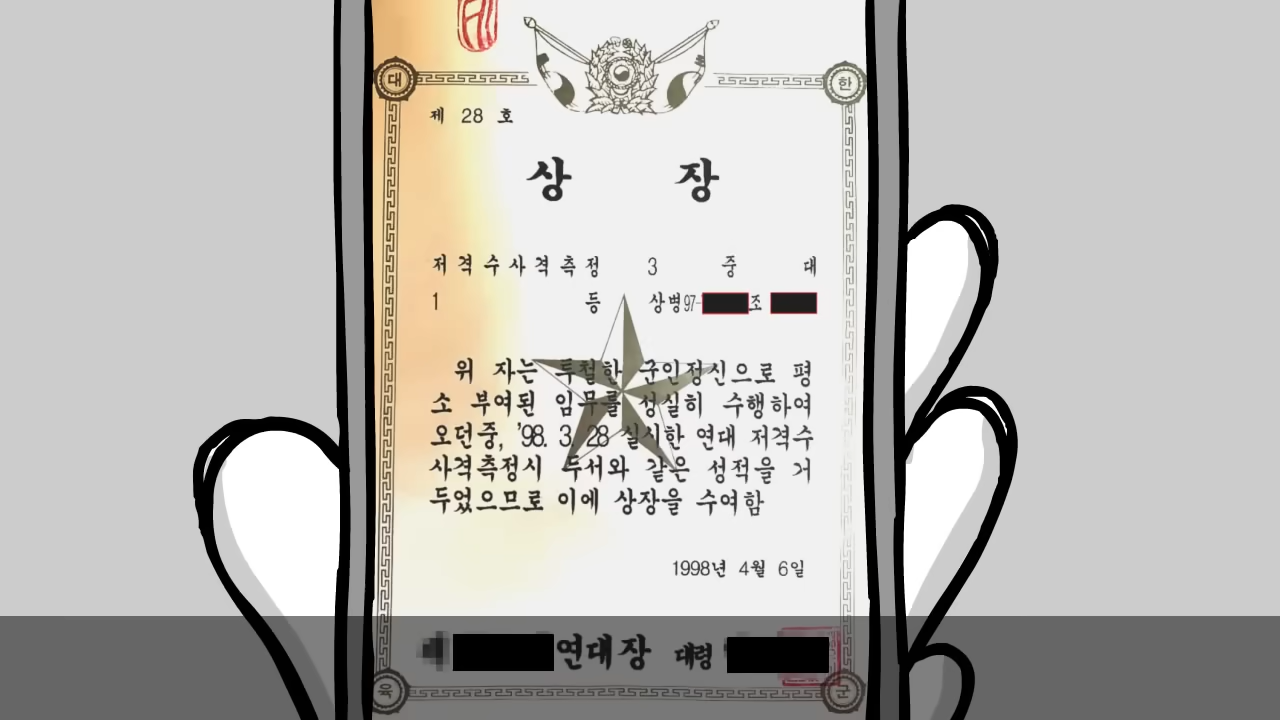 대 한
제 28 호
상 장
저격수사격측정 3 중 대
1 등 상병97- 조
위 자는 투철한 군인정신으로 평
소 부여된 임무를 성실히 수행하여
오던중, '98. 3. 28 실시한 연대 저격수
사격측정시 두서와 같은 성적을 거
두었으므로 이에 상장을 수여함
1998년 4월 6일
연대장 대령
육 군